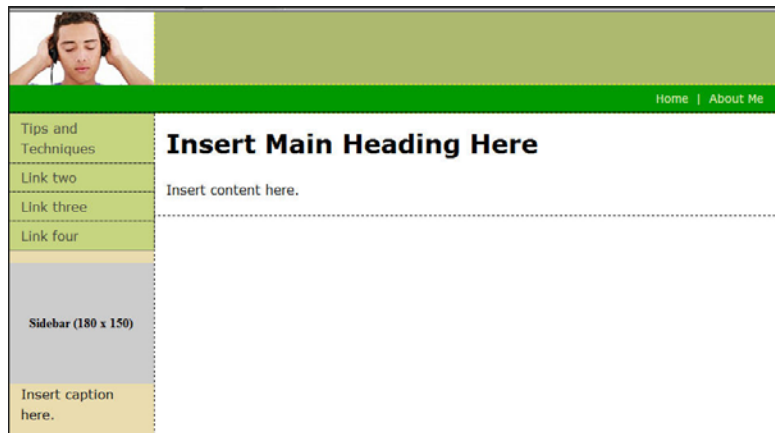 Home | About Me
Tips and
Techniques
Link two
Link three
Link four
Insert Main Heading Here
Insert content here.
Sidebar (180 x 150)
Insert caption
here.